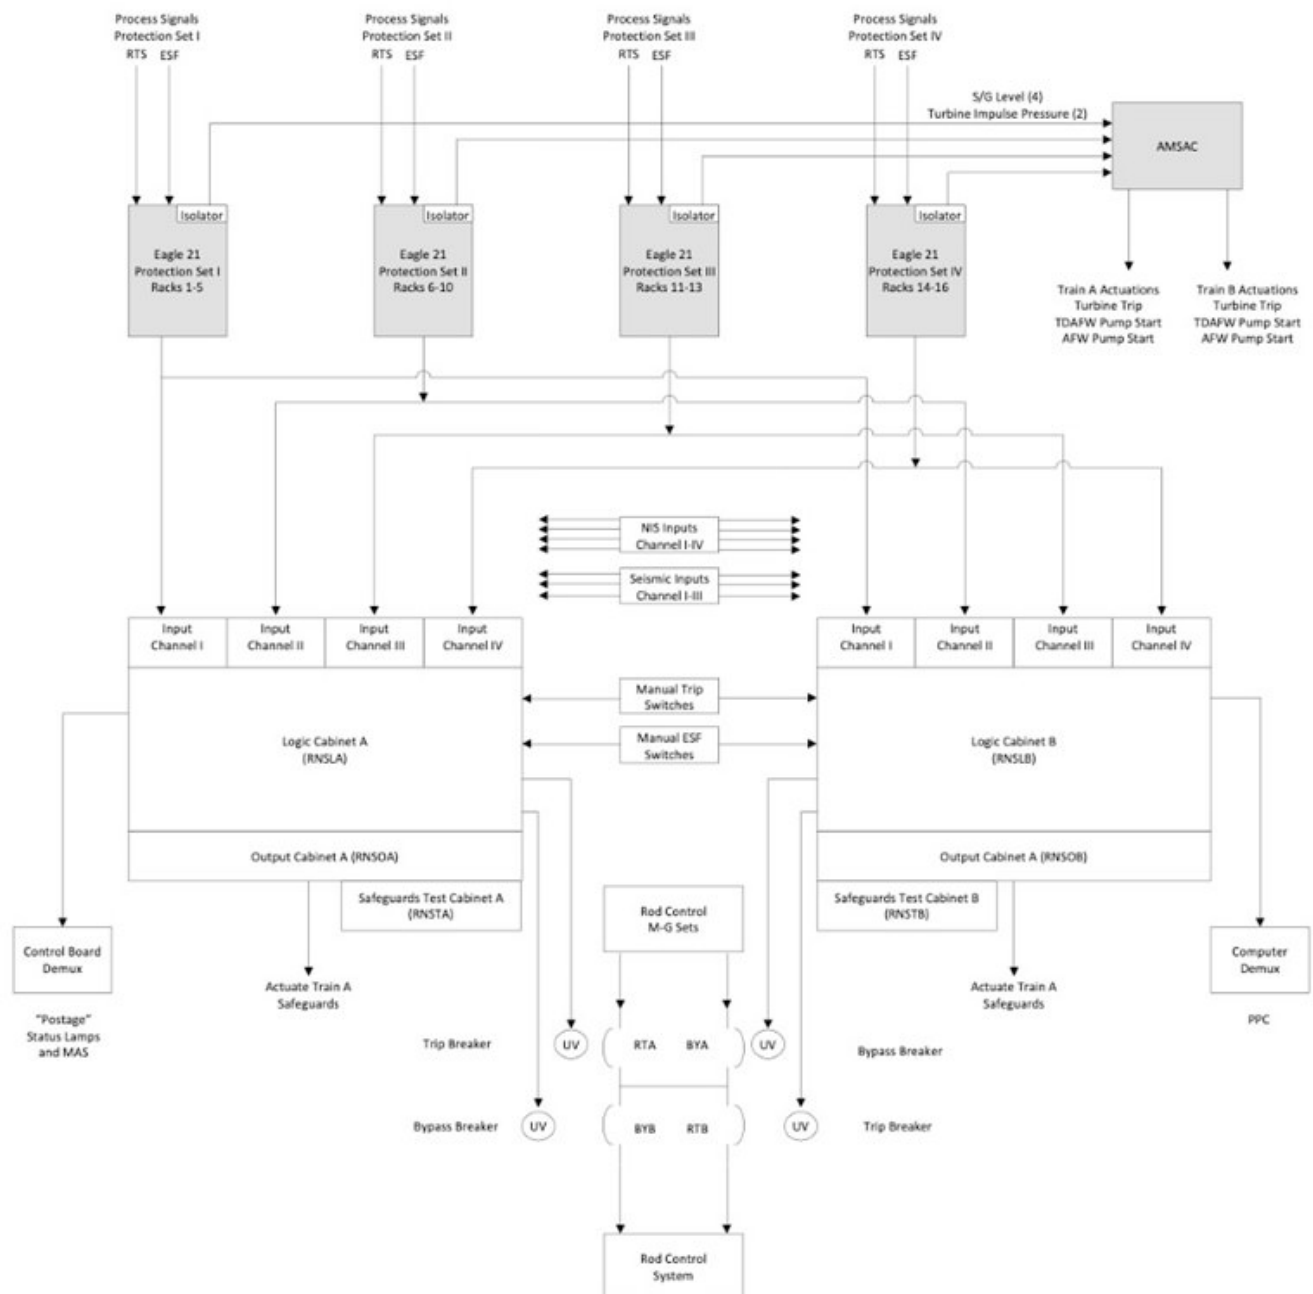 Process Signals
Protection Set I
RTS ESF
Process Signals
Protection Set II
RTS ESF
Process Signals
Protection Set III
RTS ESF
Process Signals
Protection Set IV
RTS ESF
S/G Level (4)
Turbine Impulse Pressure (2)
AMSAC
Isolator
Eagle 21
Protection Set I
Racks 1-5
Isolator
Eagle 21
Protection Set II
Racks 6-10
Isolator
Eagle 21
Protection Set III
Racks 11-13
Isolator
Eagle 21
Protection Set IV
Racks 14-16
Train A Actuations
Turbine Trip
TDAFW Pump Start
AFW Pump Start
Train B Actuations
Turbine Trip
TDAFW Pump Start
AFW Pump Start
NIS Inputs
Channel I-IV
Seismic Inputs
Channel I-III
Input
Channel I
Input
Channel II
Input
Channel III
Input
Channel IV
Input
Channel I
Input
Channel II
Input
Channel III
Input
Channel IV
Manual Trip
Switches
Manual ESF
Switches
Logic Cabinet A
(RNSLA)
Logic Cabinet B
(RNSLB)
Output Cabinet A (RNSOA)
Output Cabinet A (RNSOB)
Safeguards Test Cabinet A
(RNSTA)
Safeguards Test Cabinet B
(RNSTB)
Rod Control
M-G Sets
Control Board
Demux
Computer
Demux
Actuate Train A
Safeguards
Actuate Train A
Safeguards
"Postage"
Status Lamps
and MAS
PPC
Trip Breaker
UV
RTA BYA
UV
Bypass Breaker
Bypass Breaker
UV
BYB RTB
UV
Trip Breaker
Rod Control
System